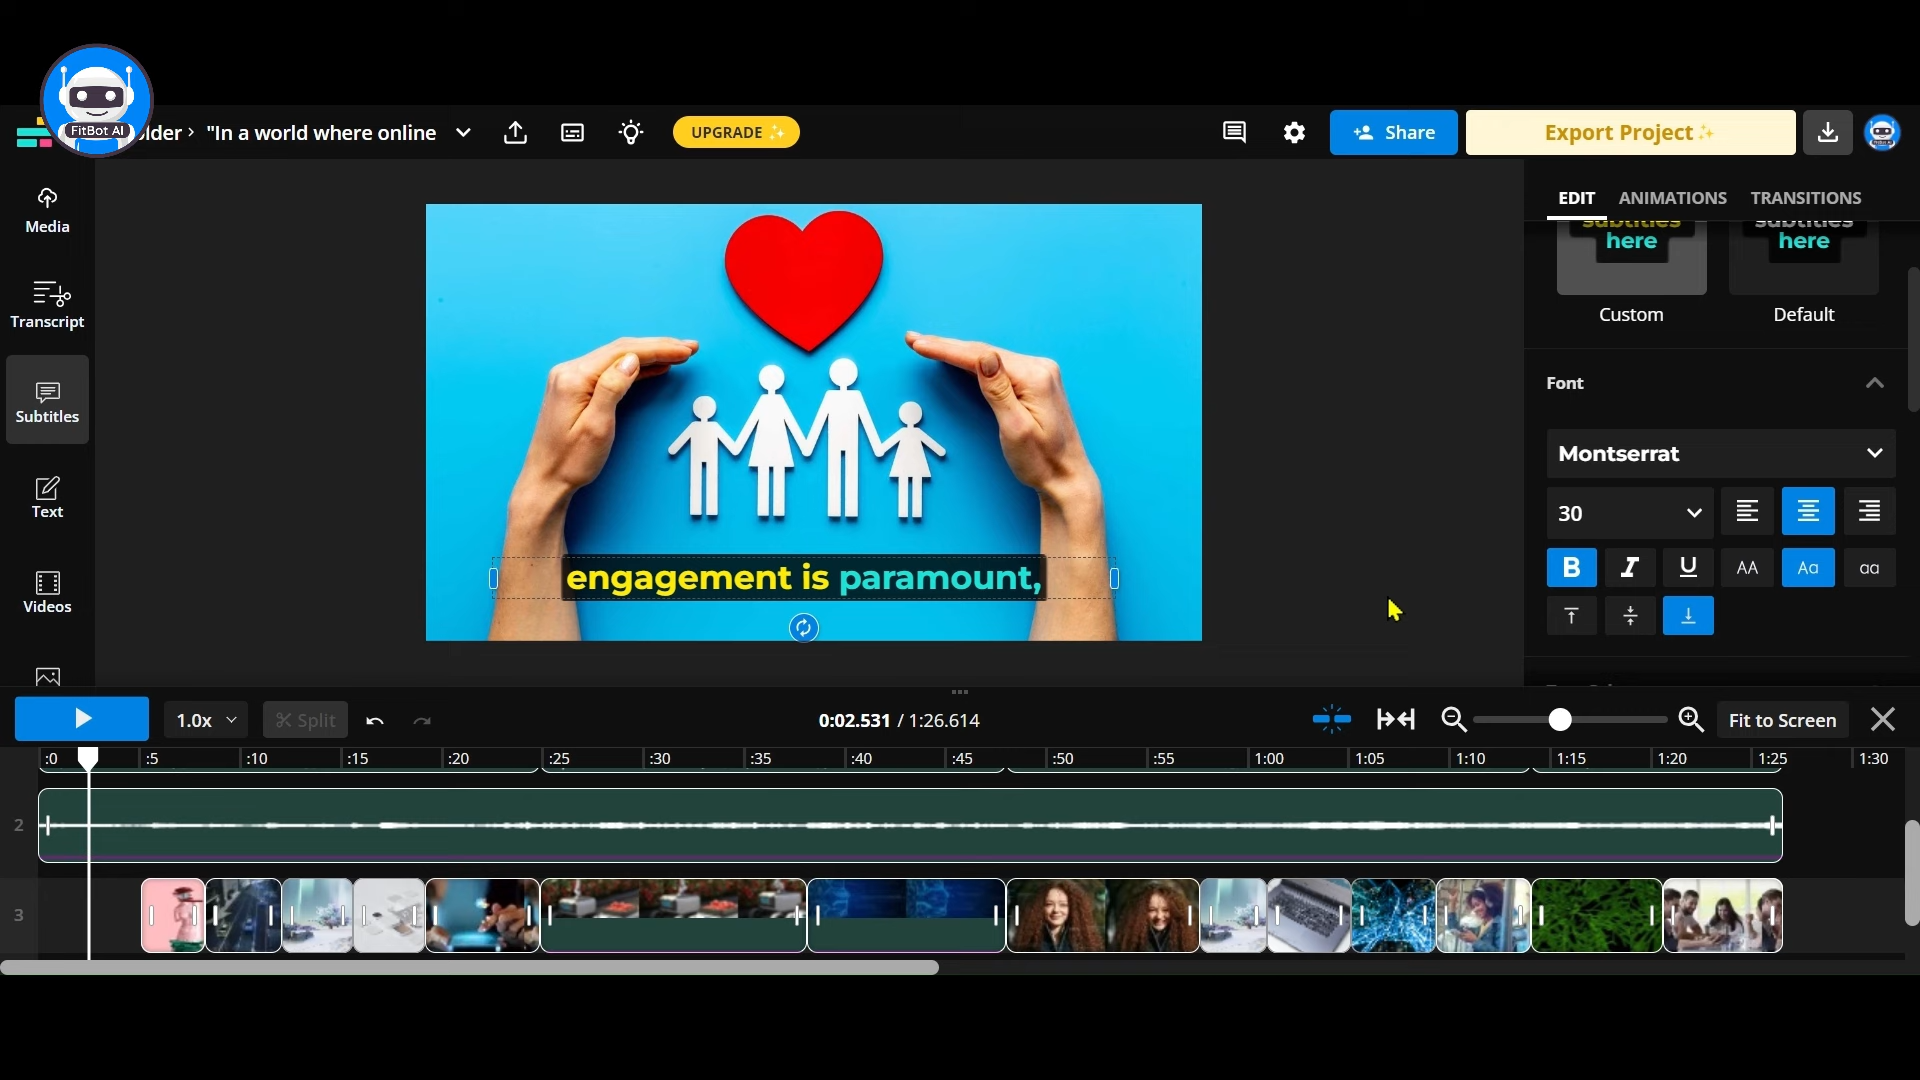 FitBot AI
older › "In a world where online
UPGRADE
Share
Export Project
Media
Transcript
Subtitles
Text
Videos
engagement is paramount,
EDIT ANIMATIONS TRANSITIONS
subtitles subtitles
here here
Custom Default
Font
Montserrat
30
B I U AA Aa aa
1.0x Split 0:02.531 / 1:26.614 Fit to Screen
:0 :5 :10 :15 :20 :25 :30 :35 :40 :45 :50 :55 1:00 1:05 1:10 1:15 1:20 1:25 1:30
2
3